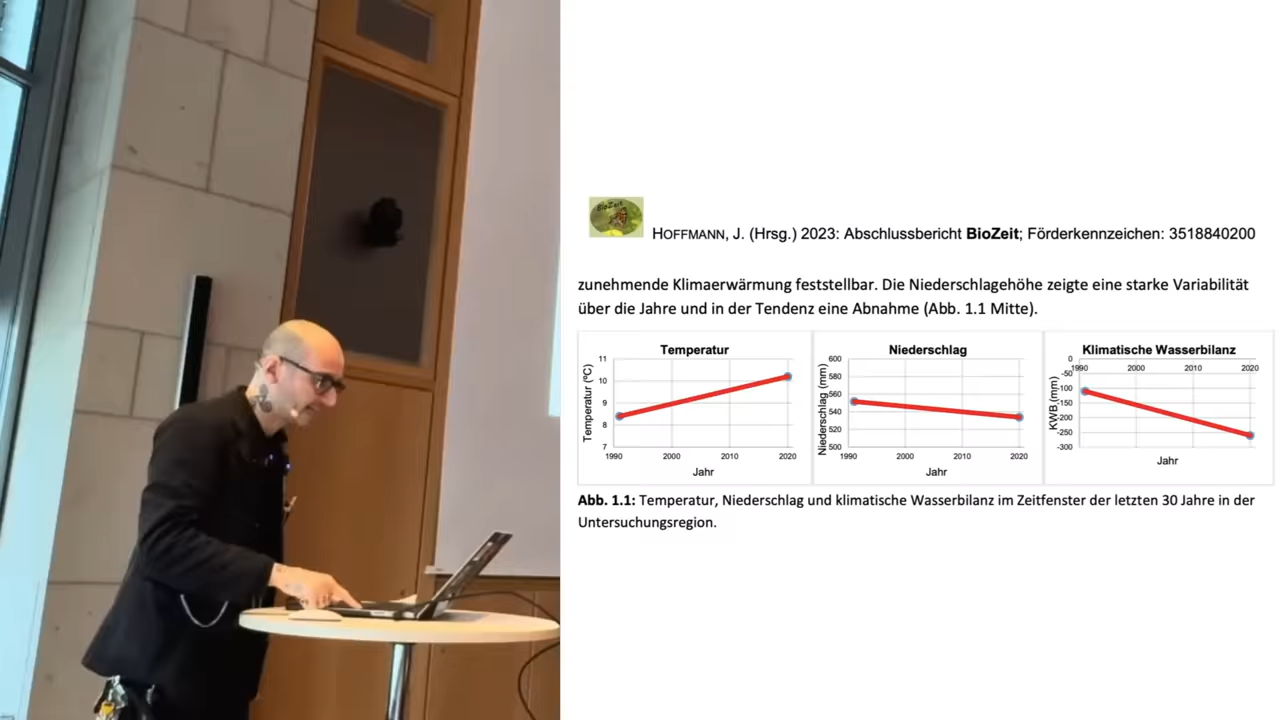 BioZeit
HOFFMANN, J. (Hrsg.) 2023: Abschlussbericht BioZeit; Förderkennzeichen: 3518840200
zunehmende Klimaerwärmung feststellbar. Die Niederschlagehöhe zeigte eine starke Variabilität
über die Jahre und in der Tendenz eine Abnahme (Abb. 1.1 Mitte).
Temperatur
Temperatur (ºC)
11
10
9
8
7
1990 2000 2010 2020
Jahr
Niederschlag
Niederschlag (mm)
600
580
560
540
520
500
1990 2000 2010 2020
Jahr
Klimatische Wasserbilanz
KWB (mm)
0
-50
-100
-150
-200
-250
-300
1990 2000 2010 2020
Jahr
Abb. 1.1: Temperatur, Niederschlag und klimatische Wasserbilanz im Zeitfenster der letzten 30 Jahre in der
Untersuchungsregion.